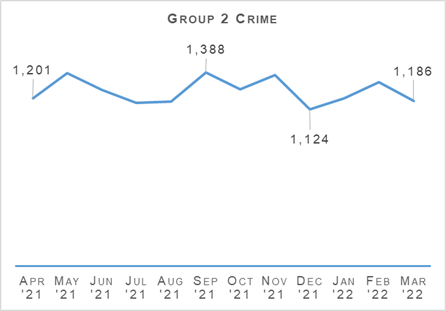 GROUP 2 CRIME
1,388
1,201
1,186
1,124
APR MAY JUN JUL AUG SEP OCT NOV DEC JAN FEB MAR
'21 '21 '21 '21 '21 '21 '21 '21 '21 '22 '22 '22